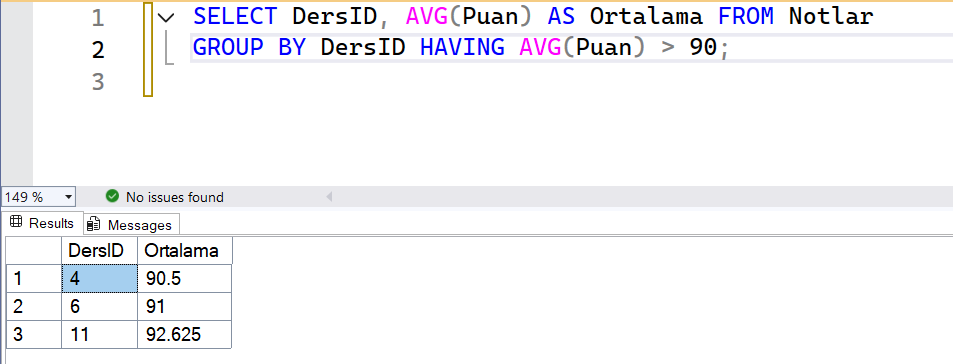 1 SELECT DersID, AVG(Puan) AS Ortalama FROM Notlar
2 GROUP BY DersID HAVING AVG(Puan) > 90;
3
149 % No issues found
Results Messages
DersID Ortalama
1 4 90.5
2 6 91
3 11 92.625